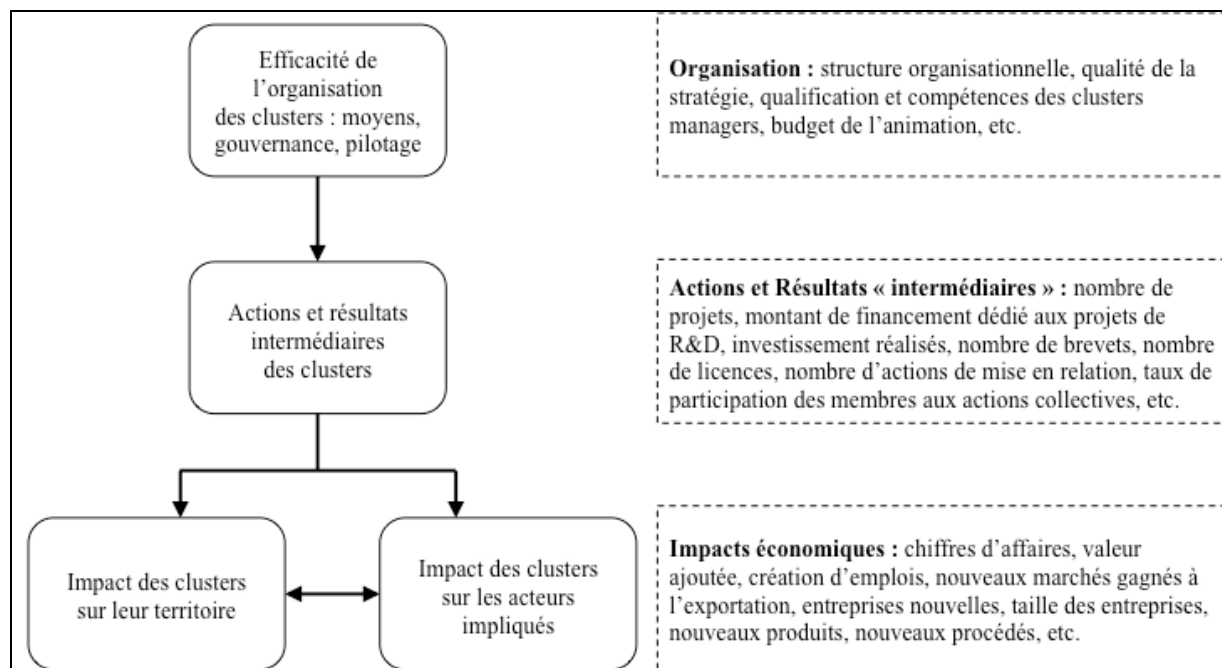 Efficacité de
l'organisation
des clusters : moyens,
gouvernance, pilotage
Organisation : structure organisationnelle, qualité de la
stratégie, qualification et compétences des clusters
managers, budget de l'animation, etc.
Actions et résultats
intermédiaires
des clusters
Actions et Résultats « intermédiaires » : nombre de
projets, montant de financement dédié aux projets de
R&D, investissement réalisés, nombre de brevets, nombre
de licences, nombre d'actions de mise en relation, taux de
participation des membres aux actions collectives, etc.
Impact des clusters
sur leur territoire
Impact des clusters
sur les acteurs
impliqués
Impacts économiques : chiffres d'affaires, valeur
ajoutée, création d'emplois, nouveaux marchés gagnés à
l'exportation, entreprises nouvelles, taille des entreprises,
nouveaux produits, nouveaux procédés, etc.